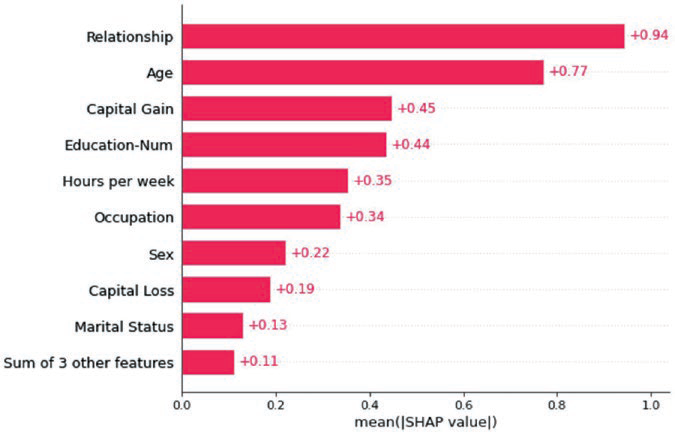 Relationship +0.94
Age +0.77
Capital Gain +0.45
Education-Num +0.44
Hours per week +0.35
Occupation +0.34
Sex +0.22
Capital Loss +0.19
Marital Status +0.13
Sum of 3 other features +0.11
0.0 0.2 0.4 0.6 0.8 1.0
mean(|SHAP value|)